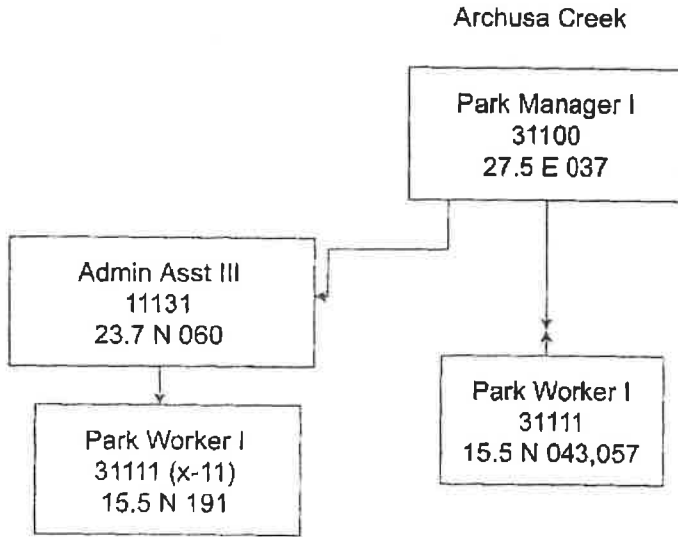 Archusa Creek
Park Manager I
31100
27.5 E 037
Admin Asst III
11131
23.7 N 060
Park Worker I
31111
15.5 N 043,057
Park Worker I
31111 (x-11)
15.5 N 191